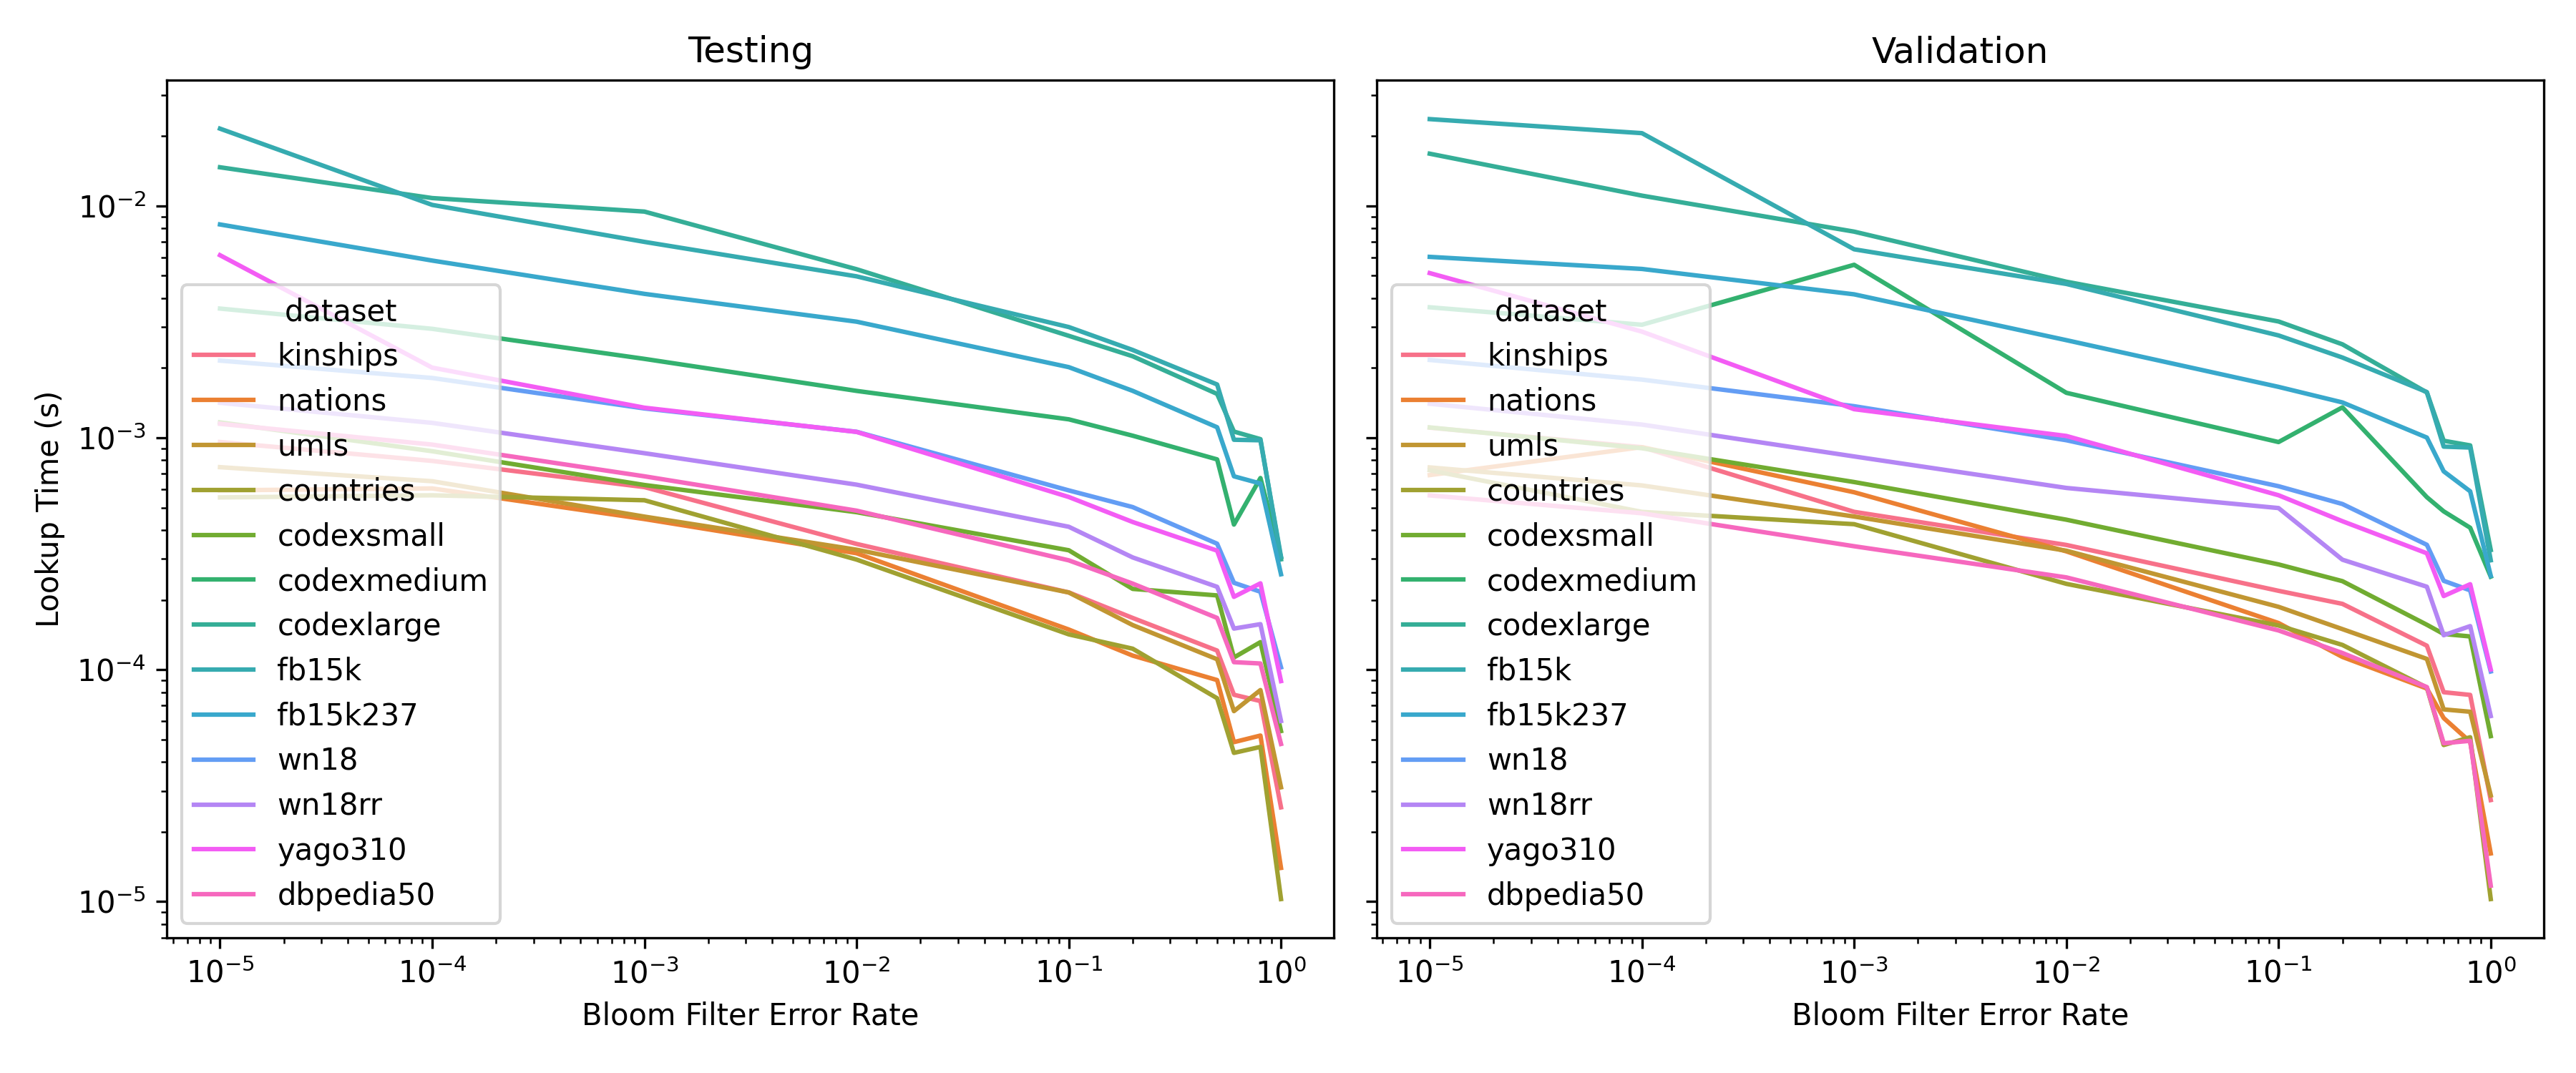 Testing
Lookup Time (s)
10⁻²
10⁻³
10⁻⁴
10⁻⁵
dataset
kinships
nations
umls
countries
codexsmall
codexmedium
codexlarge
fb15k
fb15k237
wn18
wn18rr
yago310
dbpedia50
10⁻⁵ 10⁻⁴ 10⁻³ 10⁻² 10⁻¹ 10⁰
Bloom Filter Error Rate
Validation
dataset
kinships
nations
umls
countries
codexsmall
codexmedium
codexlarge
fb15k
fb15k237
wn18
wn18rr
yago310
dbpedia50
10⁻⁵ 10⁻⁴ 10⁻³ 10⁻² 10⁻¹ 10⁰
Bloom Filter Error Rate